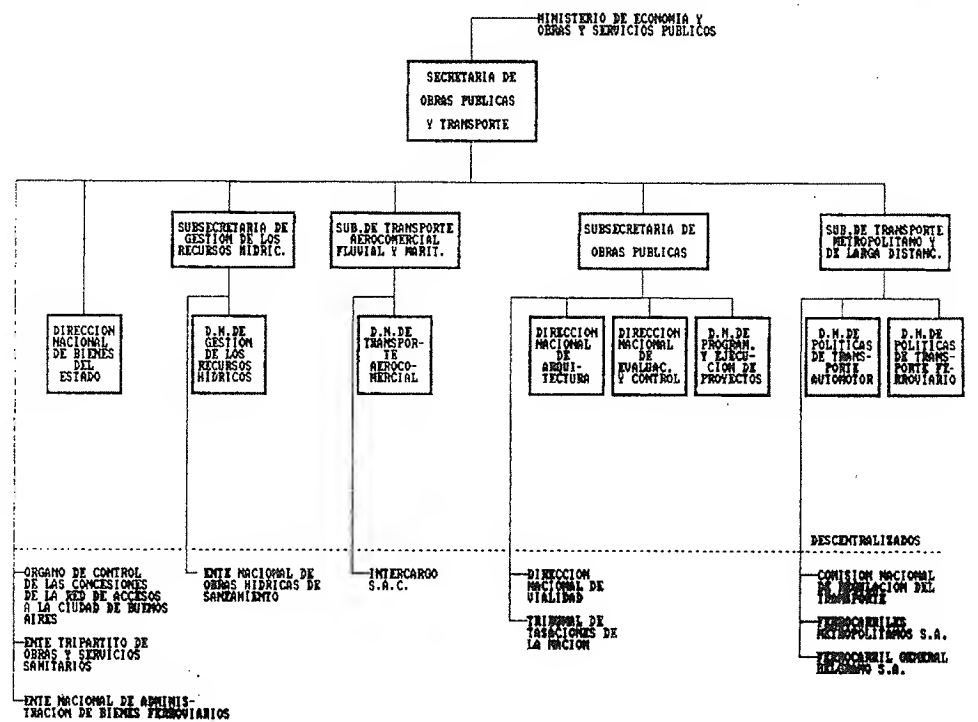 MINISTERIO DE ECONOMIA Y
OBRAS Y SERVICIOS PUBLICOS
SECRETARIA DE
OBRAS PUBLICAS
Y TRANSPORTE
SUBSECRETARIA DE
GESTION DE LOS
RECURSOS HIDRIC.
SUB.DE TRANSPORTE
AEROCOMERCIAL
FLUVIAL Y MARIT.
SUBSECRETARIA DE
OBRAS PUBLICAS
SUB.DE TRANSPORTE
METROPOLITANO Y
DE LARGA DISTANC.
DIRECCION
NACIONAL
DE BIENES
DEL
ESTADO
D.N.DE
GESTION
DE LOS
RECURSOS
HIDRICOS
D.N.DE
TRANSPOR-
TE
AEROCO-
MERCIAL
DIRECCION
NACIONAL
DE
ARQUI-
TECTURA
DIRECCION
NACIONAL
DE
EVALUAC.
Y CONTROL
D.N.DE
PROGRAM.
Y EJECU-
CION DE
PROYECTOS
D.N.DE
POLITICAS
DE TRANS-
PORTE
AUTOMOTOR
D.N.DE
POLITICAS
DE TRANS-
PORTE FE-
RROVIARIO
DESCENTRALIZADOS
ORGANO DE CONTROL
DE LAS CONCESIONES
DE LA RED DE ACCESOS
A LA CIUDAD DE BUENOS
AIRES
ENTE TRIPARTITO DE
OBRAS Y SERVICIOS
SANITARIOS
ENTE NACIONAL DE ADMINIS-
TRACION DE BIENES FERROVIARIOS
ENTE NACIONAL DE
OBRAS HIDRICAS DE
SANEAMIENTO
INTERCARGO
S.A.C.
DIRECCION
NACIONAL DE
VIALIDAD
TRIBUNAL DE
TASACIONES DE
LA NACION
COMISION NACIONAL
DE REGULACION DEL
TRANSPORTE
FERROCARRILES
METROPOLITANOS S.A.
FERROCARRIL GENERAL
BELGRANO S.A.